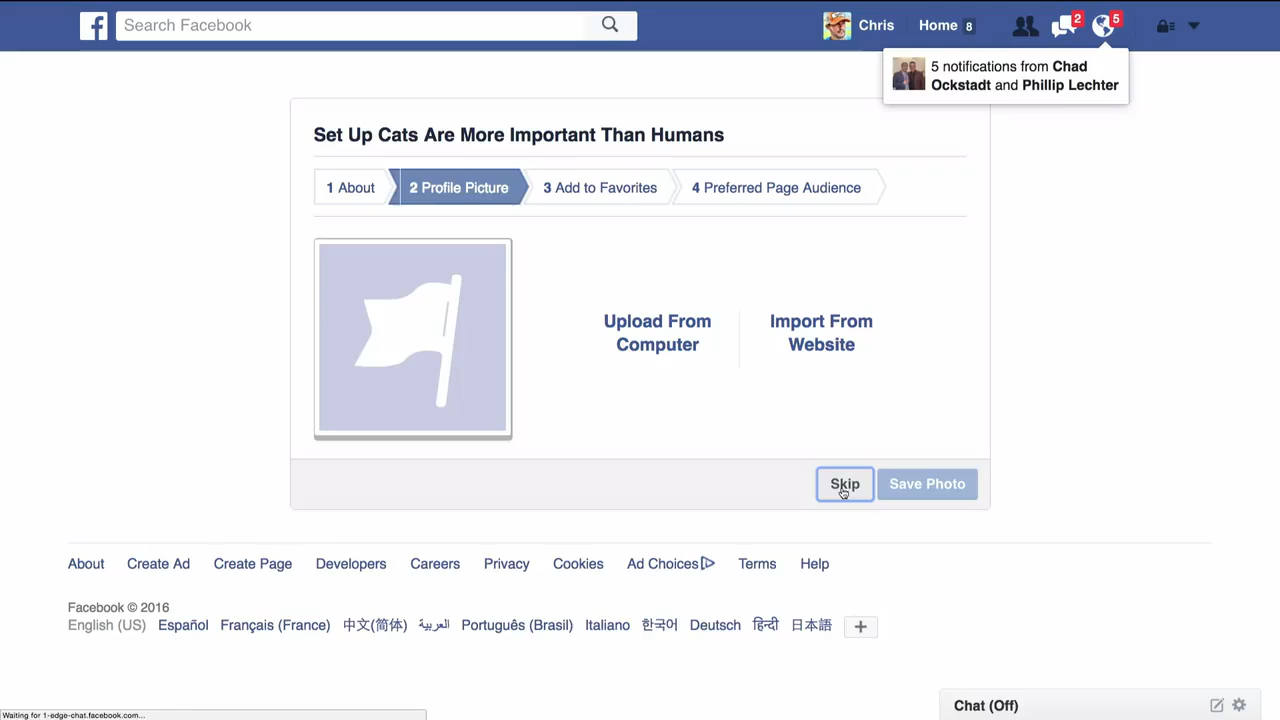 Search Facebook
Chris
Home 8
2
5
5 notifications from Chad
Ockstadt and Phillip Lechter
Set Up Cats Are More Important Than Humans
1 About
2 Profile Picture
3 Add to Favorites
4 Preferred Page Audience
Upload From
Computer
Import From
Website
Skip
Save Photo
About Create Ad Create Page Developers Careers Privacy Cookies Ad Choices Terms Help
Facebook © 2016
English (US) Español Français (France) 中文(简体) العربية Português (Brasil) Italiano 한국어 Deutsch हिन्दी 日本語
Chat (Off)
Waiting for 1-edge-chat.facebook.com...